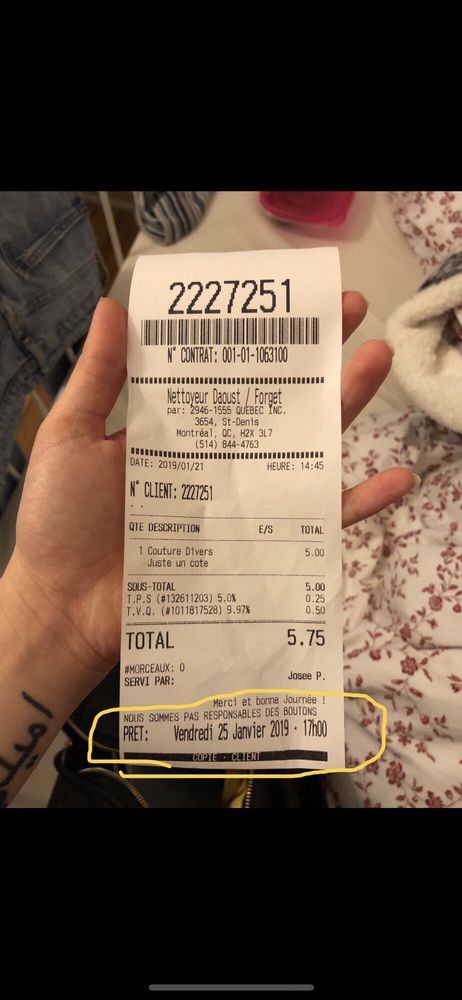 2227251
N° CONTRAT: 001-01-1063100
Nettoyeur Daoust / Forget
par: 2946-1555 QUEBEC INC.
3654, St-Denis
Montréal, QC, H2X 3L7
(514) 844-4763
DATE: 2019/01/21 HEURE: 14:45
N° CLIENT: 2227251
. .
QTE DESCRIPTION E/S TOTAL
1 Couture Divers 5.00
Juste un cote
SOUS-TOTAL 5.00
T.P.S (#132611203) 5.0% 0.25
T.V.Q. (#1011817528) 9.97% 0.50
TOTAL 5.75
#MORCEAUX: 0
SERVI PAR: Josee P.
Merci et bonne Journée !
NOUS SOMMES PAS RESPONSABLES DES BOUTONS
PRET: Vendredi 25 Janvier 2019 - 17h00
COPIE - CLIENT